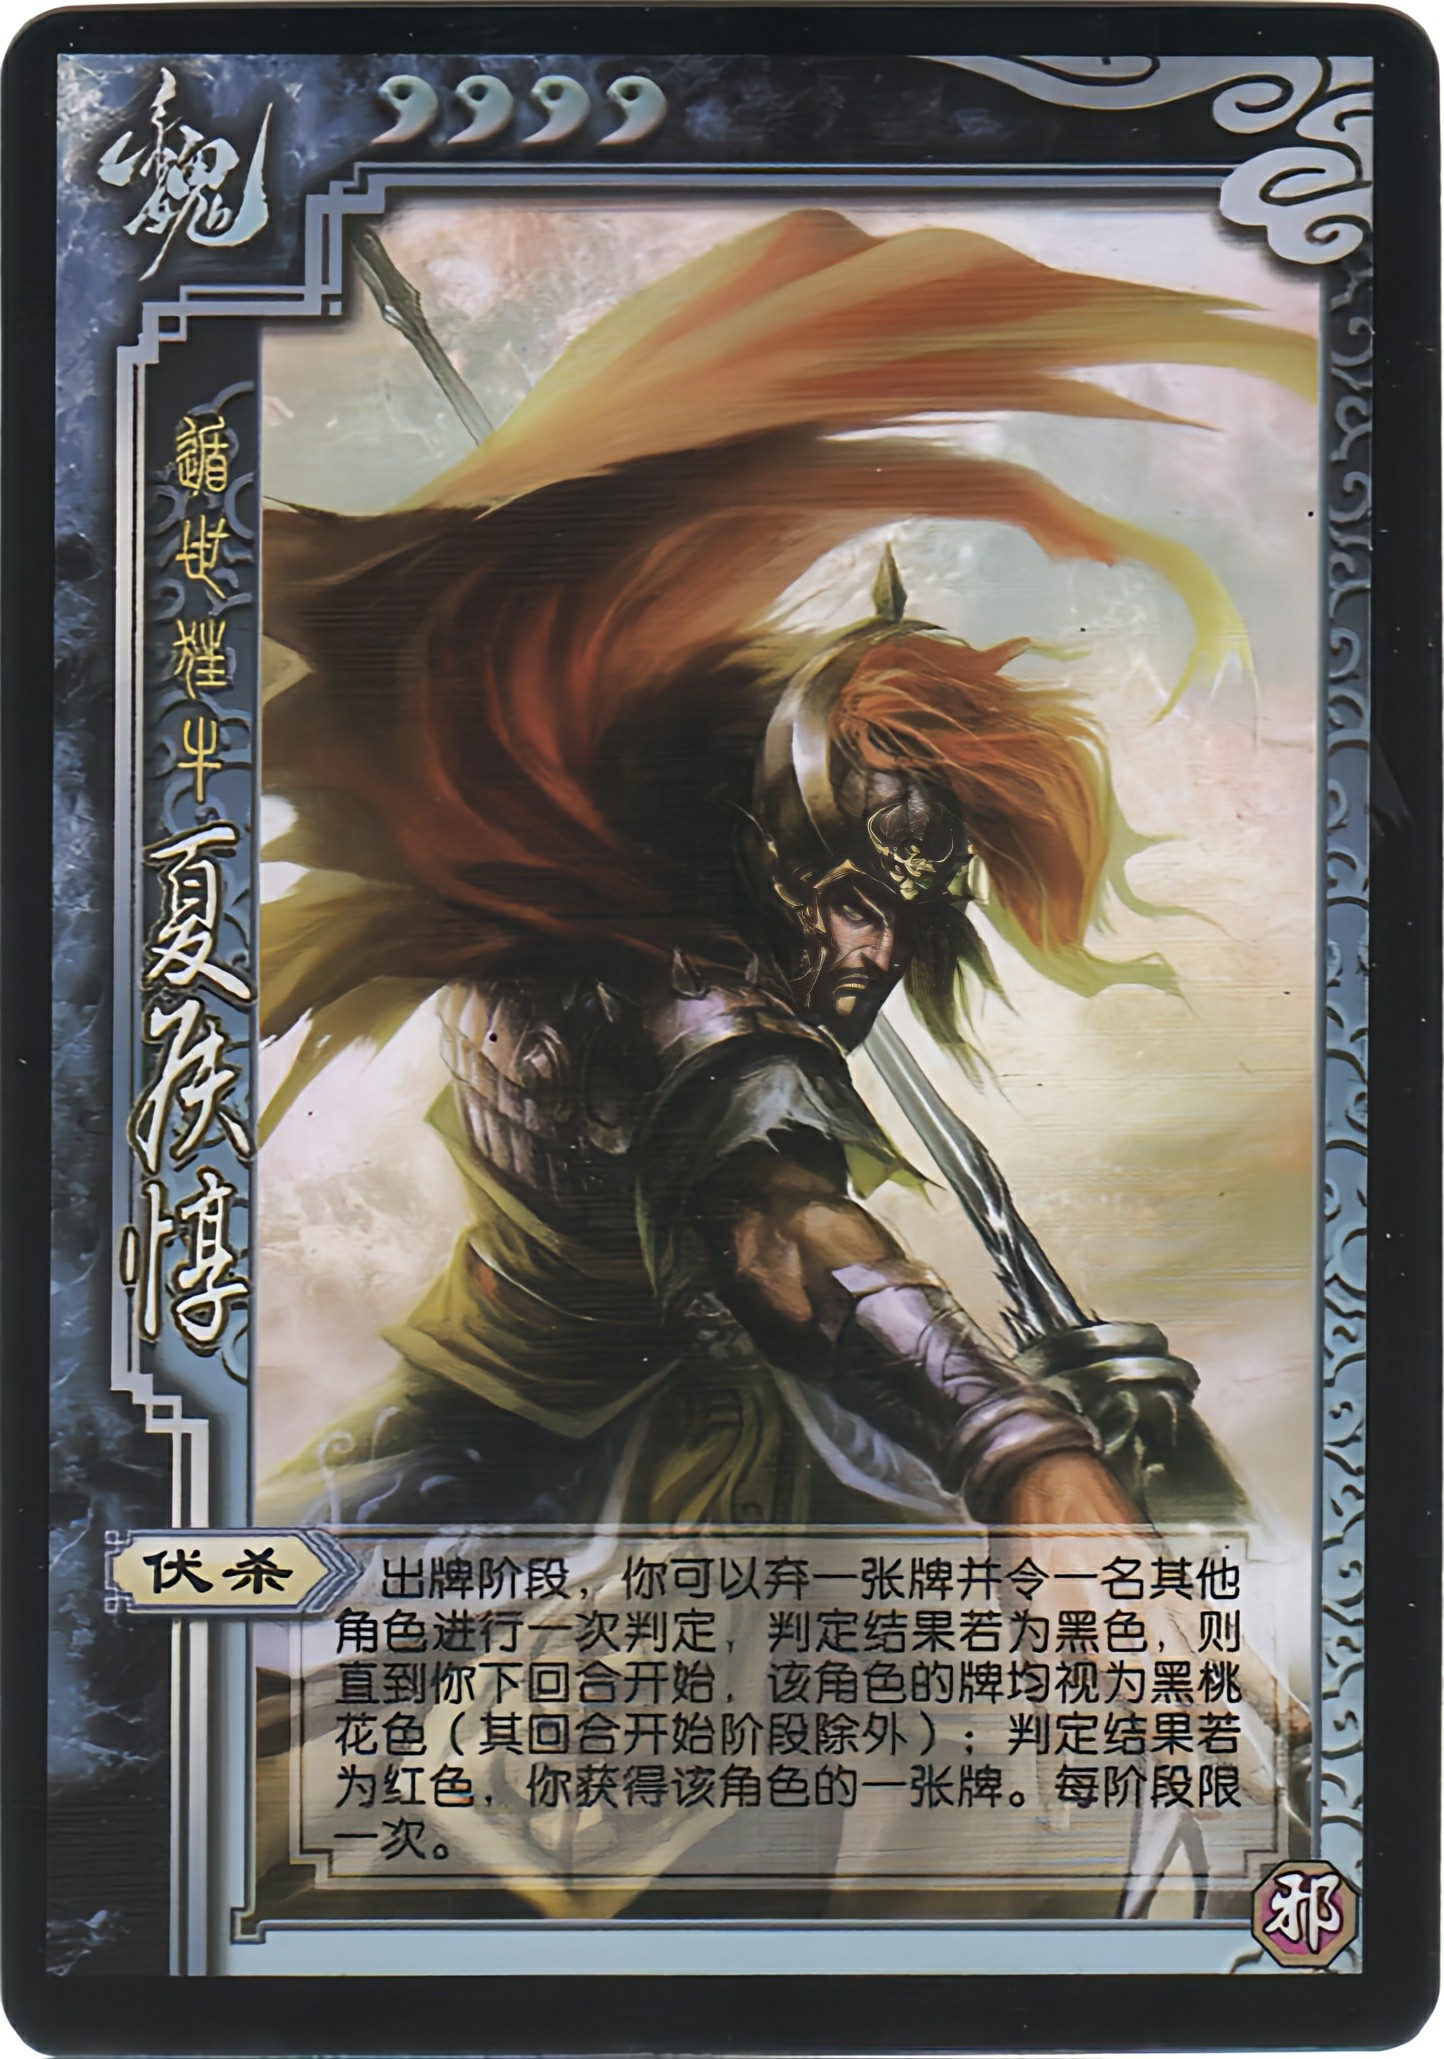 魏
遁世狂牛
夏侯惇
伏杀
出牌阶段，你可以弃一张牌并令一名其他
角色进行一次判定，判定结果若为黑色，则
直到你下回合开始，该角色的牌均视为黑桃
花色（其回合开始阶段除外）；判定结果若
为红色，你获得该角色的一张牌。每阶段限
一次。
邪